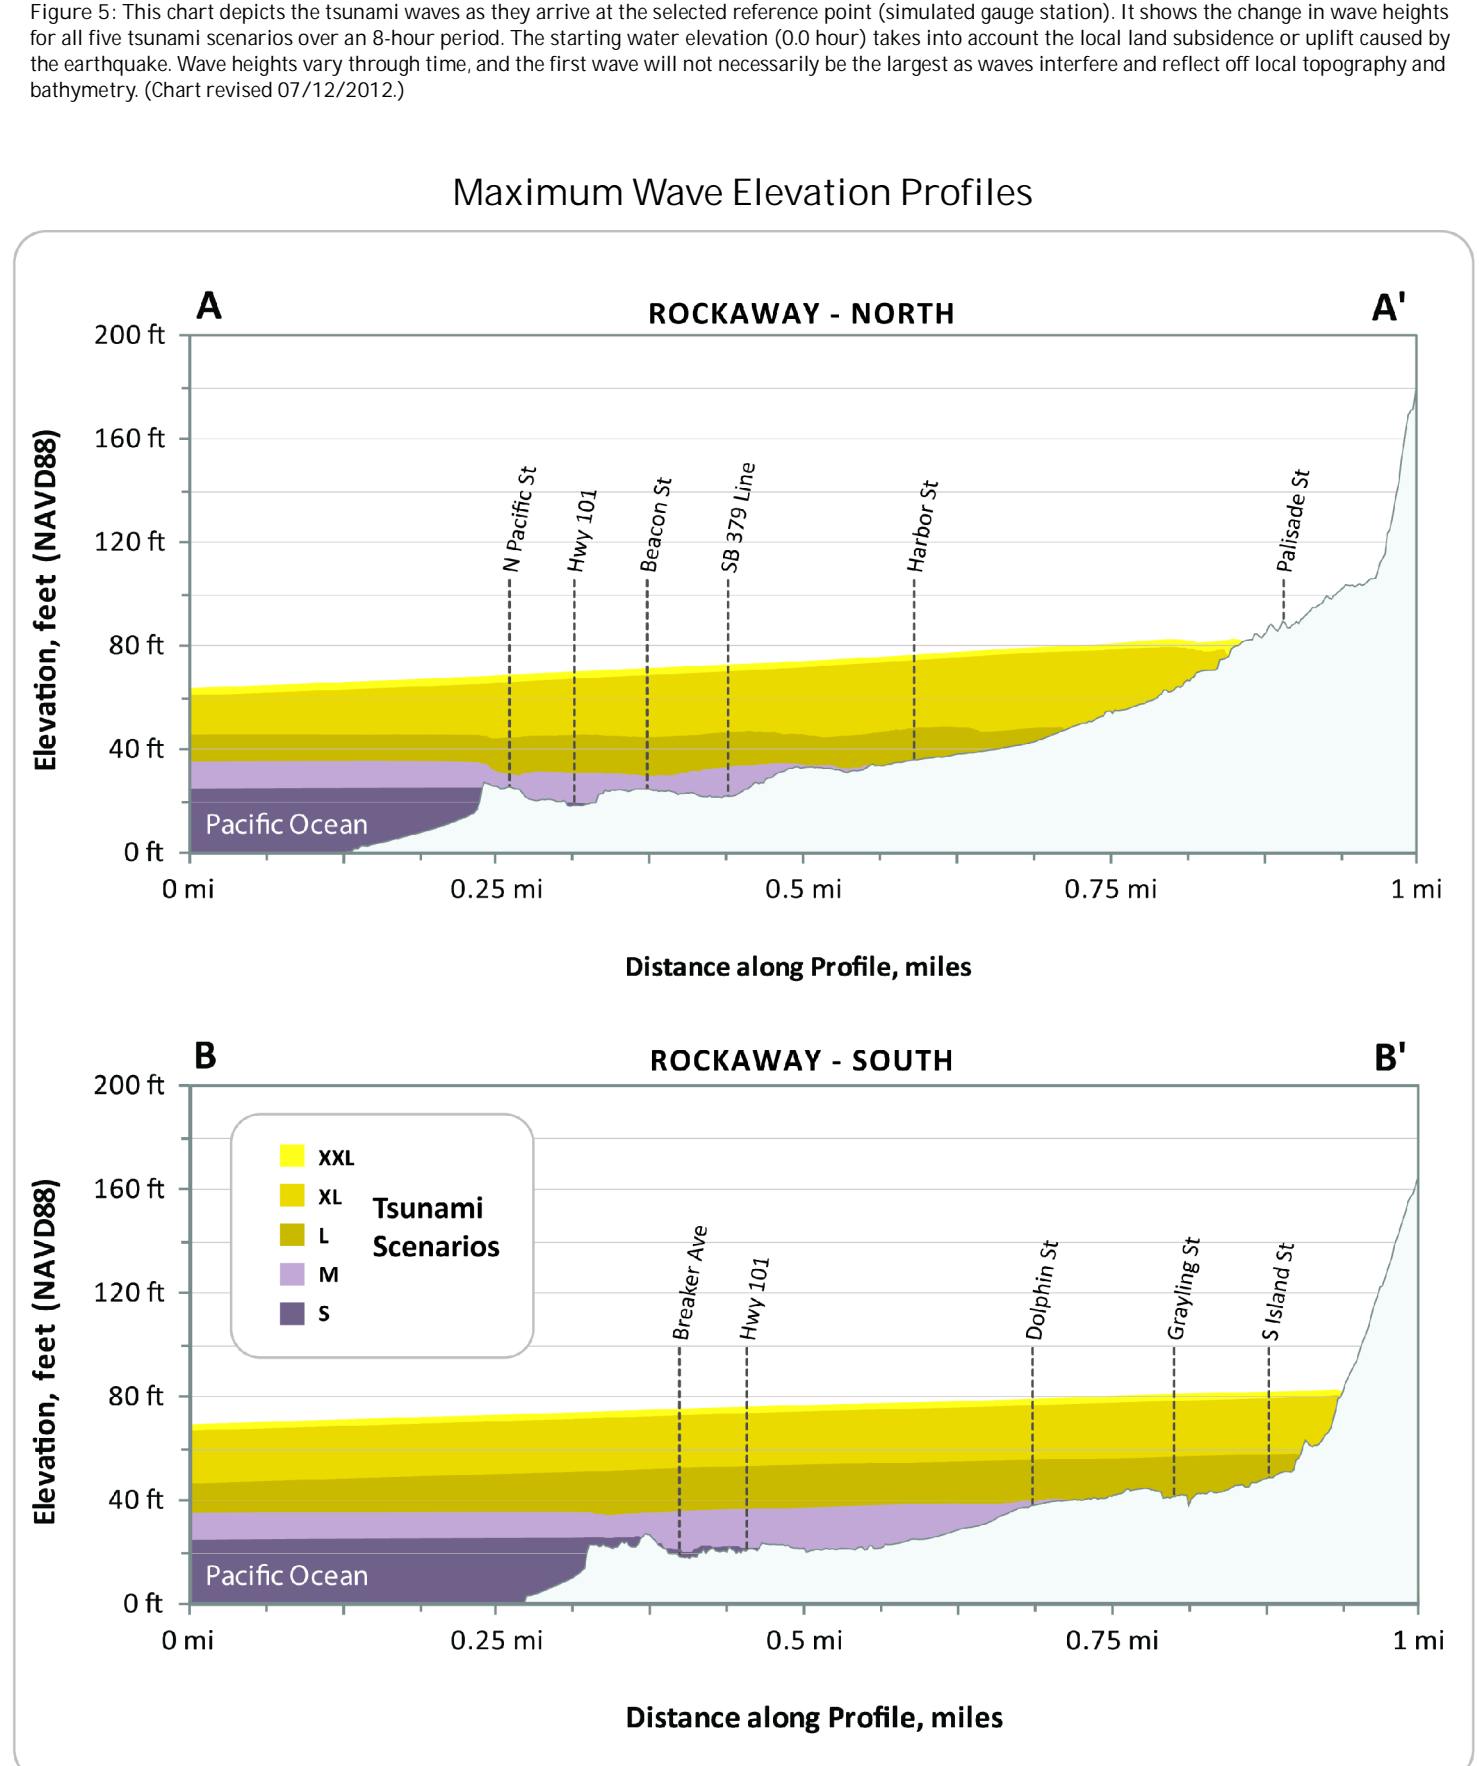 Figure 5: This chart depicts the tsunami waves as they arrive at the selected reference point (simulated gauge station). It shows the change in wave heights
for all five tsunami scenarios over an 8-hour period. The starting water elevation (0.0 hour) takes into account the local land subsidence or uplift caused by
the earthquake. Wave heights vary through time, and the first wave will not necessarily be the largest as waves interfere and reflect off local topography and
bathymetry. (Chart revised 07/12/2012.)
Maximum Wave Elevation Profiles
A
ROCKAWAY - NORTH
A'
Elevation, feet (NAVD88)
200 ft
160 ft
120 ft
80 ft
40 ft
0 ft
N Pacific St
Hwy 101
Beacon St
SB 379 Line
Harbor St
Palisade St
Pacific Ocean
0 mi
0.25 mi
0.5 mi
0.75 mi
1 mi
Distance along Profile, miles
B
ROCKAWAY - SOUTH
B'
Elevation, feet (NAVD88)
200 ft
160 ft
120 ft
80 ft
40 ft
0 ft
XXL
XL
L
M
S
Tsunami
Scenarios
Breaker Ave
Hwy 101
Dolphin St
Grayling St
S Island St
Pacific Ocean
0 mi
0.25 mi
0.5 mi
0.75 mi
1 mi
Distance along Profile, miles